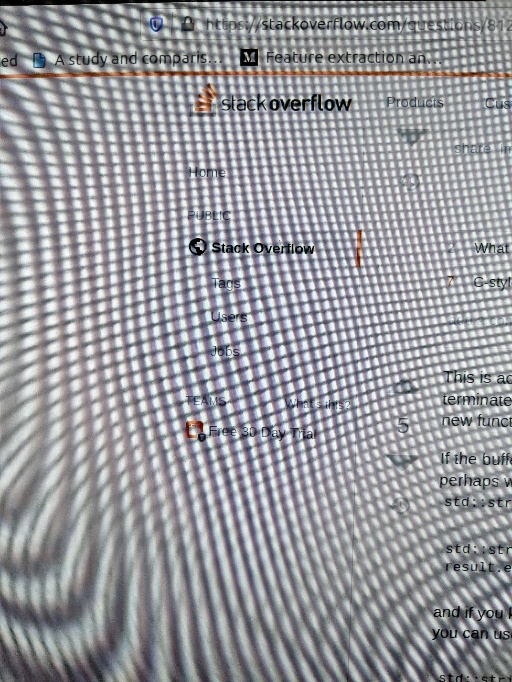 https://stackoverflow.com/questions/812
ed A study and comparis... M Feature extraction an...
stackoverflow Products Cus
share im
Home
49
PUBLIC
Stack Overflow
2 What
Tags
7 C-styl
Users
Jobs
This is ac
terminate
TEAMS What's this?
5 new funct
Free 30 Day Trial
If the buffe
perhaps w
std::str
std::str
result.e
and if you k
you can use
std::str